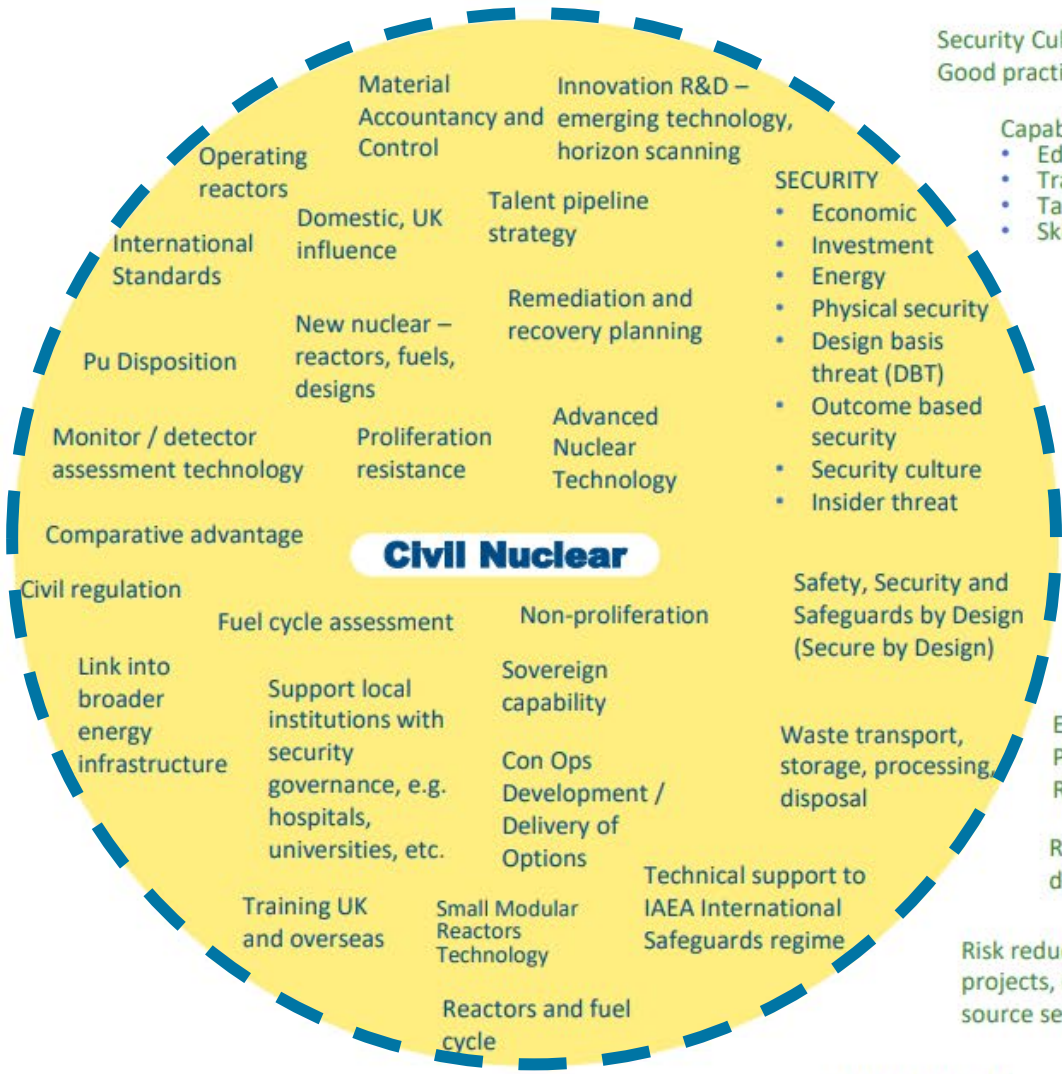 Security
Good
Material
Accountancy and
Control
Innovation R&D –
emerging technology,
horizon scanning
Operating
reactors
SECURITY
• Economic
• Investment
• Energy
• Physical security
• Design basis
threat (DBT)
• Outcome based
security
• Security culture
• Insider threat
Talent pipeline
strategy
Domestic, UK
influence
International
Standards
Remediation and
recovery planning
New nuclear –
reactors, fuels,
designs
Pu Disposition
Advanced
Nuclear
Technology
Monitor / detector
assessment technology
Proliferation
resistance
Comparative advantage
Civil Nuclear
Civil regulation
Safety, Security and
Safeguards by Design
(Secure by Design)
Fuel cycle assessment
Non-proliferation
Link into
broader
energy
infrastructure
Sovereign
capability
Support local
institutions with
security
governance, e.g.
hospitals,
universities, etc.
Waste transport,
storage, processing,
disposal
Con Ops
Development /
Delivery of
Options
Technical support to
IAEA International
Safeguards regime
Training UK
and overseas
Small Modular
Reactors
Technology
Risk
projects,
source
Reactors and fuel
cycle